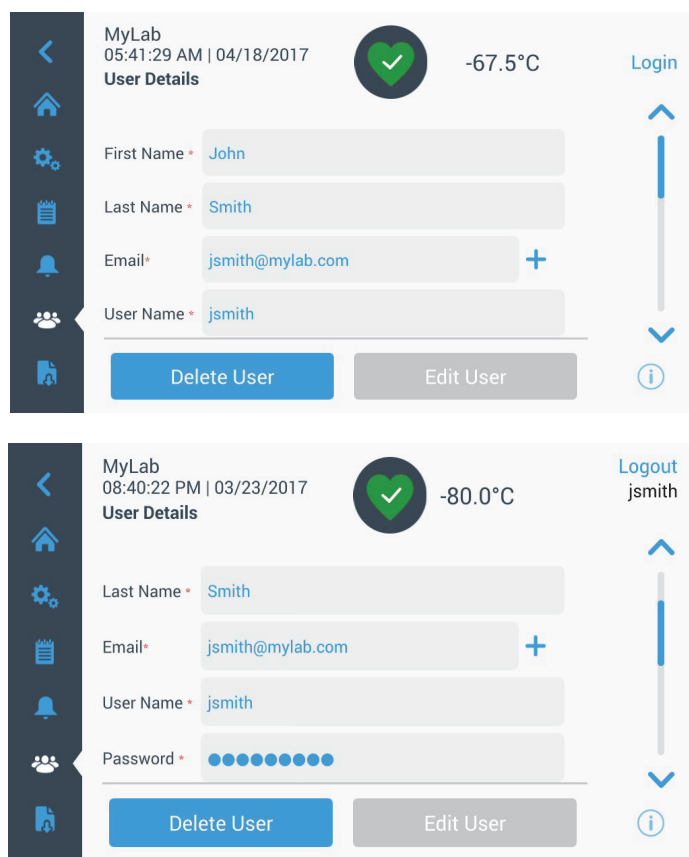 MyLab
05:41:29 AM | 04/18/2017
User Details
-67.5°C
Login
First Name * John
Last Name * Smith
Email* jsmith@mylab.com +
User Name * jsmith
Delete User Edit User
MyLab
08:40:22 PM | 03/23/2017
User Details
-80.0°C
Logout
jsmith
Last Name * Smith
Email* jsmith@mylab.com +
User Name * jsmith
Password * ●●●●●●●●●
Delete User Edit User